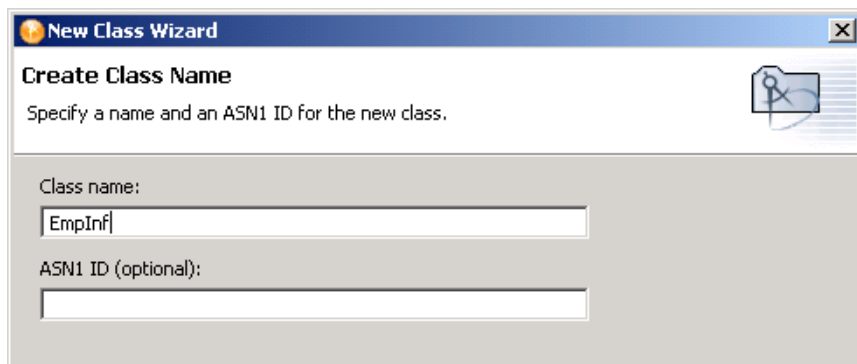 New Class Wizard
Create Class Name
Specify a name and an ASN1 ID for the new class.
Class name:
EmpInf
ASN1 ID (optional):